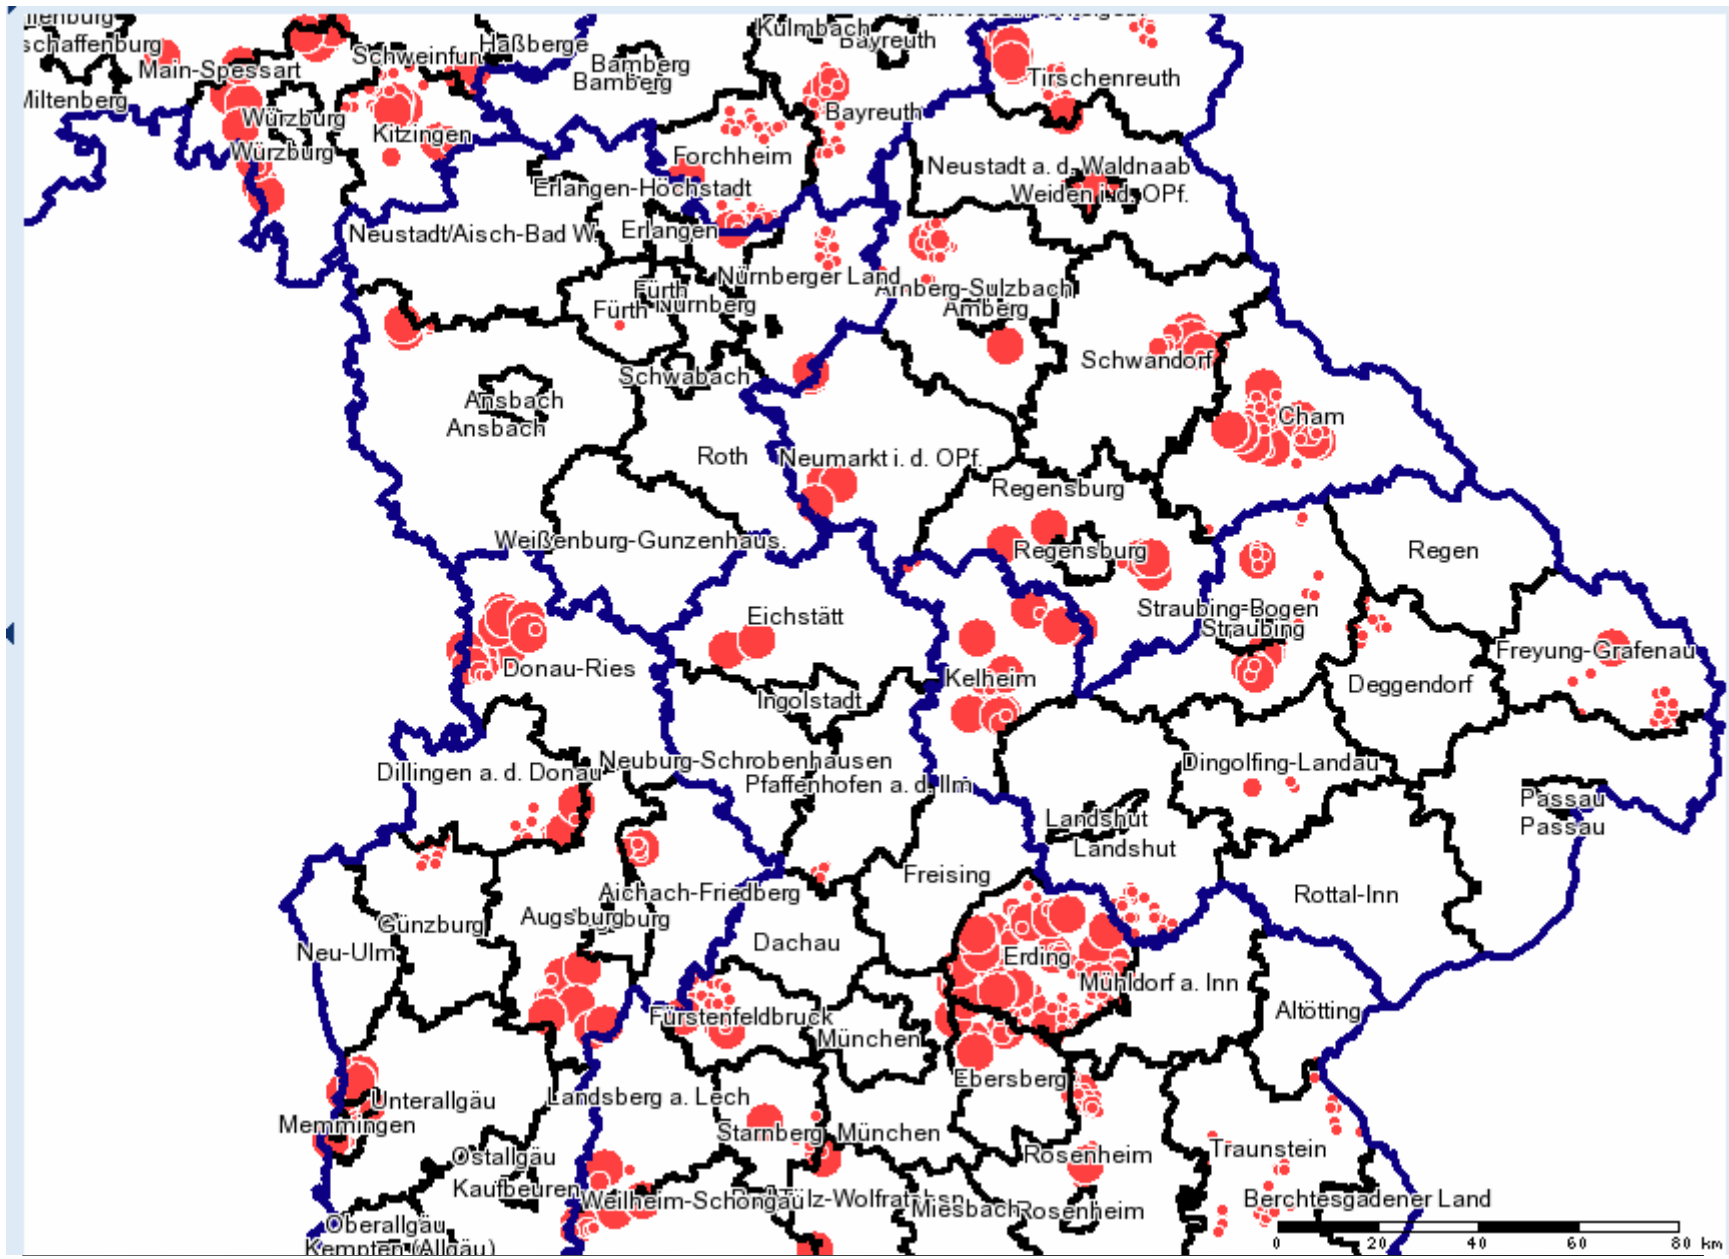 Kulmbach
Bayreuth
schaffenburg
Schweinfurt
Haßberge
Main-Spessart
Bamberg
Bamberg
Tirschenreuth
Miltenberg
Würzburg
Bayreuth
Kitzingen
Würzburg
Forchheim
Neustadt a. d. Waldnaab
Erlangen-Höchstadt
Weiden i. d. OPf.
Neustadt/Aisch-Bad W.
Erlangen
Nürnberger Land
Amberg-Sulzbach
Fürth
Fürth
Nürnberg
Amberg
Schwandorf
Schwabach
Ansbach
Ansbach
Cham
Roth
Neumarkt i. d. OPf.
Regensburg
Weißenburg-Gunzenhaus.
Regensburg
Regen
Eichstätt
Straubing-Bogen
Straubing
Donau-Ries
Kelheim
Freyung-Grafenau
Deggendorf
Ingolstadt
Neuburg-Schrobenhausen
Dillingen a. d. Donau
Pfaffenhofen a. d. Ilm
Dingolfing-Landau
Passau
Passau
Landshut
Landshut
Freising
Aichach-Friedberg
Rottal-Inn
Günzburg
Augsburg
burg
Dachau
Neu-Ulm
Erding
Mühldorf a. Inn
Altötting
Fürstenfeldbruck
München
Ebersberg
Landsberg a. Lech
Unterallgäu
Memmingen
Starnberg
München
Rosenheim
Traunstein
Ostallgäu
Kaufbeuren
Weilheim-Schongau
Tölz-Wolfratshsn.
Miesbach
Rosenheim
Berchtesgadener Land
Oberallgäu
Kempten (Allgäu)
0 20 40 60 80 km